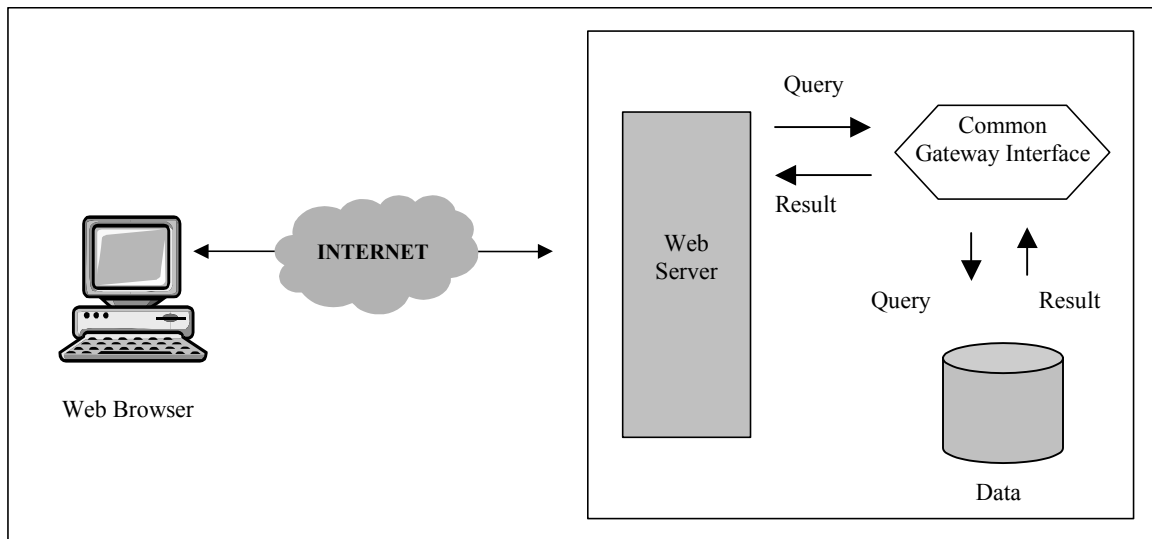 Query
Common
Gateway Interface
Result
Web
Server
INTERNET
Query
Result
Web Browser
Data